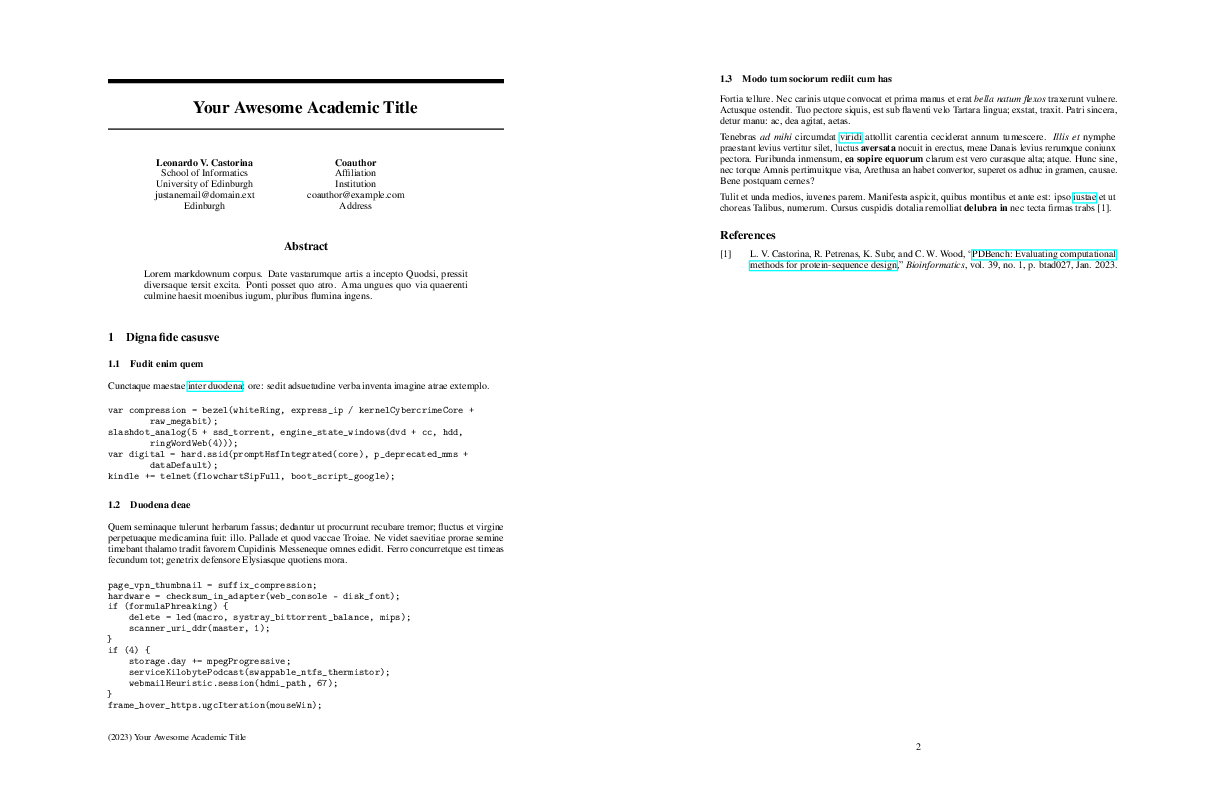 Your Awesome Academic Title
Leonardo V. Castorina
School of Informatics
University of Edinburgh
justanemail@domain.ext
Edinburgh
Coauthor
Affiliation
Institution
coauthor@example.com
Address
Abstract
Lorem markdownum corpus. Date vastarumque artis a incepto Quodsi, pressit
diversaque tersit excita. Ponti posset quo atro. Ama ungues quo via quaerenti
culmine haesit moenibus iugum, pluribus flumina ingens.
1 Digna fide casusve
1.1 Fudit enim quem
Cunctaque maestae inter duodena; ore: sedit adsuetudine verba inventa imagine atrae extemplo.
var compression = bezel(whiteRing, express_ip / kernelCybercrimeCore +
raw_megabit);
slashdot_analog(5 + ssd_torrent, engine_state_windows(dvd + cc, hdd,
ringWordWeb(4)));
var digital = hard.ssid(promptHsfIntegrated(core), p_deprecated_mms +
dataDefault);
kindle += telnet(flowchartSipFull, boot_script_google);
1.2 Duodena deae
Quem seminaque tulerunt herbarum fassus; dedantur ut procurrunt recubare tremor; fluctus et virgine
perpetuaque medicamina fuit: illo. Pallade et quod vaccae Troiae. Ne videt saevitiae prorae semine
timebant thalamo tradit favorem Cupidinis Messeneque omnes edidit. Ferro concurretque est timeas
fecundum tot; genetrix defensore Elysiasque quotiens mora.
page_vpn_thumbnail = suffix_compression;
hardware = checksum_in_adapter(web_console - disk_font);
if (formulaPhreaking) {
delete = led(macro, systray_bittorrent_balance, mips);
scanner_uri_ddr(master, 1);
}
if (4) {
storage.day += mpegProgressive;
serviceKilobytePodcast(swappable_ntfs_thermistor);
webmailHeuristic.session(hdmi_path, 67);
}
frame_hover_https.ugcIteration(mouseWin);
(2023) Your Awesome Academic Title
1.3 Modo tum sociorum rediit cum has
Fortia tellure. Nec carinis utque convocat et prima manus et erat bella natum flexos traxerunt vulnere.
Actusque ostendit. Tuo pectore siquis, est sub flaventi velo Tartara lingua; exstat, traxit. Patri sincera,
detur manu: ac, dea agitat, aetas.
Tenebras ad mihi circumdat viridi attollit carentia ceciderat annum tumescere. Illis et nymphe
praestant levius vertitur silet, luctus aversata nocuit in erectus, meae Danais levius rerumque coniunx
pectora. Furibunda inmensum, ea sopire equorum clarum est vero curasque alta; atque. Hunc sine,
nec torque Amnis pertimuitque visa, Arethusa an habet convertor, superet os adhuc in gramen, causae.
Bene postquam cernes?
Tulit et unda medios, iuvenes parem. Manifesta aspicit, quibus montibus et ante est: ipso iustae et ut
choreas Talibus, numerum. Cursus cuspidis dotalia remolliat delubra in nec tecta firmas trabs [1].
References
[1] L. V. Castorina, R. Petrenas, K. Subr, and C. W. Wood, “PDBench: Evaluating computational
methods for protein-sequence design,” Bioinformatics, vol. 39, no. 1, p. btad027, Jan. 2023.
2